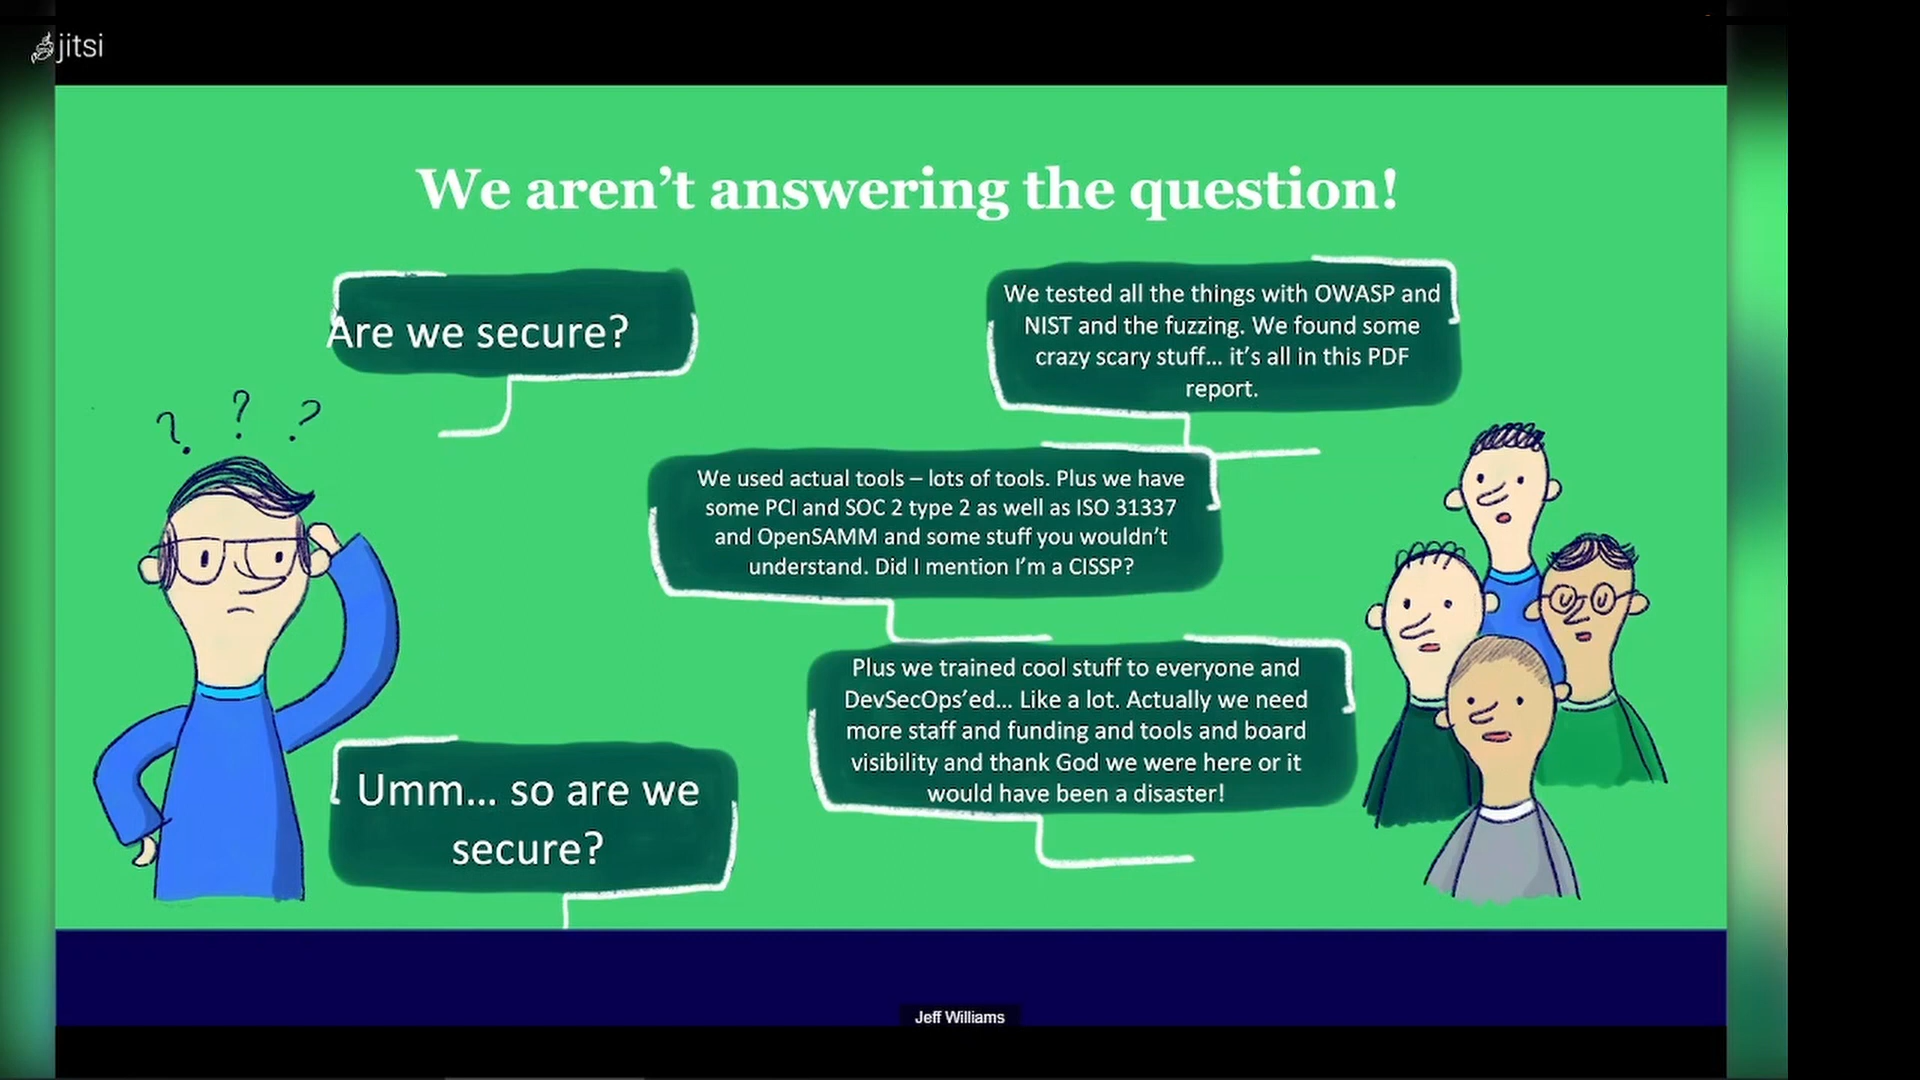 jitsi
We aren’t answering the question!
Are we secure?
We tested all the things with OWASP and
NIST and the fuzzing. We found some
crazy scary stuff... it’s all in this PDF
report.
? ? ?
We used actual tools – lots of tools. Plus we have
some PCI and SOC 2 type 2 as well as ISO 31337
and OpenSAMM and some stuff you wouldn’t
understand. Did I mention I’m a CISSP?
Plus we trained cool stuff to everyone and
DevSecOps’ed... Like a lot. Actually we need
more staff and funding and tools and board
visibility and thank God we were here or it
would have been a disaster!
Umm... so are we
secure?
Jeff Williams